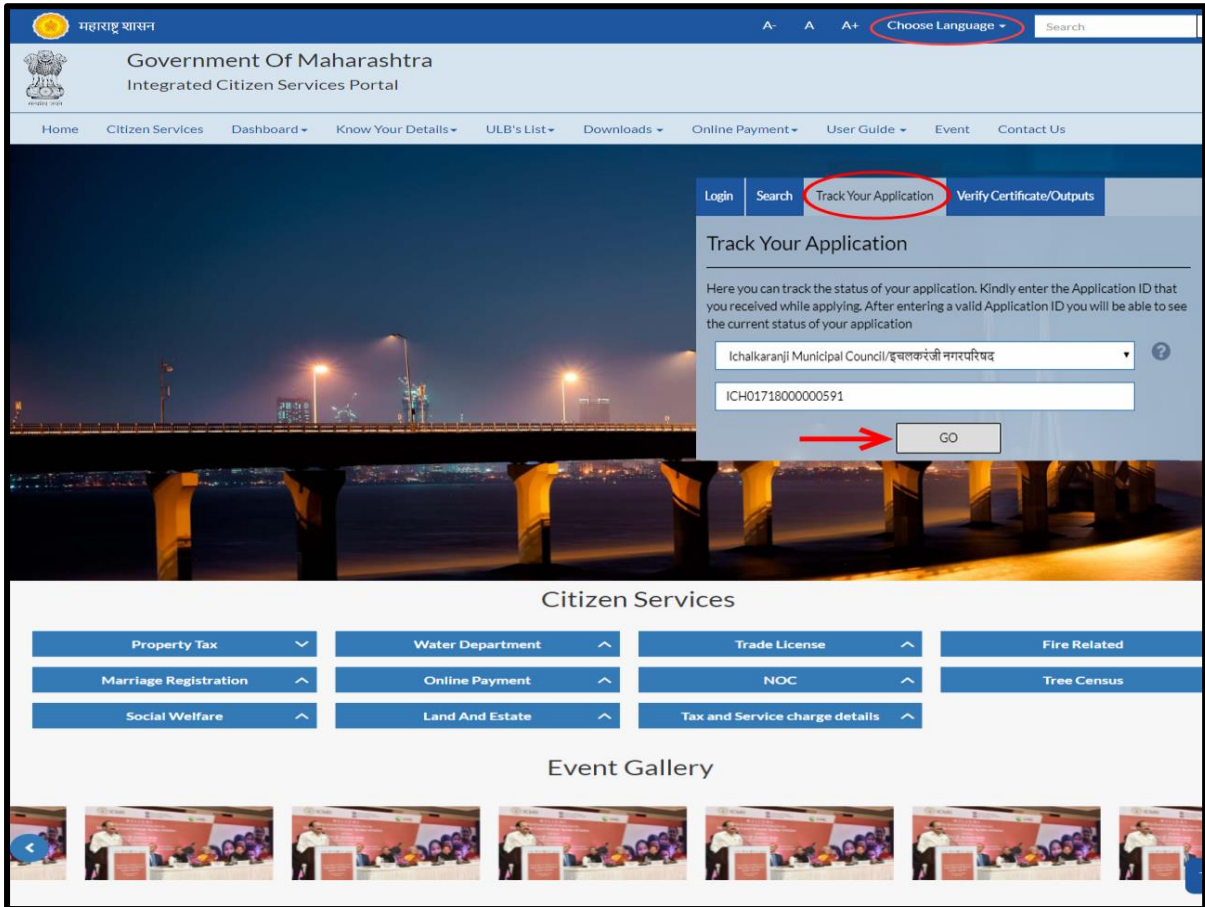 महाराष्ट्र शासन
A- A A+ Choose Language Search
Government Of Maharashtra
Integrated Citizen Services Portal
Home Citizen Services Dashboard Know Your Details ULB's List Downloads Online Payment User Guide Event Contact Us
Login Search Track Your Application Verify Certificate/Outputs
Track Your Application
Here you can track the status of your application. Kindly enter the Application ID that
you received while applying. After entering a valid Application ID you will be able to see
the current status of your application
Ichalkaranji Municipal Council/इचलकरंजी नगरपरिषद
ICH01718000000591
GO
Citizen Services
Property Tax Water Department Trade License Fire Related
Marriage Registration Online Payment NOC Tree Census
Social Welfare Land And Estate Tax and Service charge details
Event Gallery